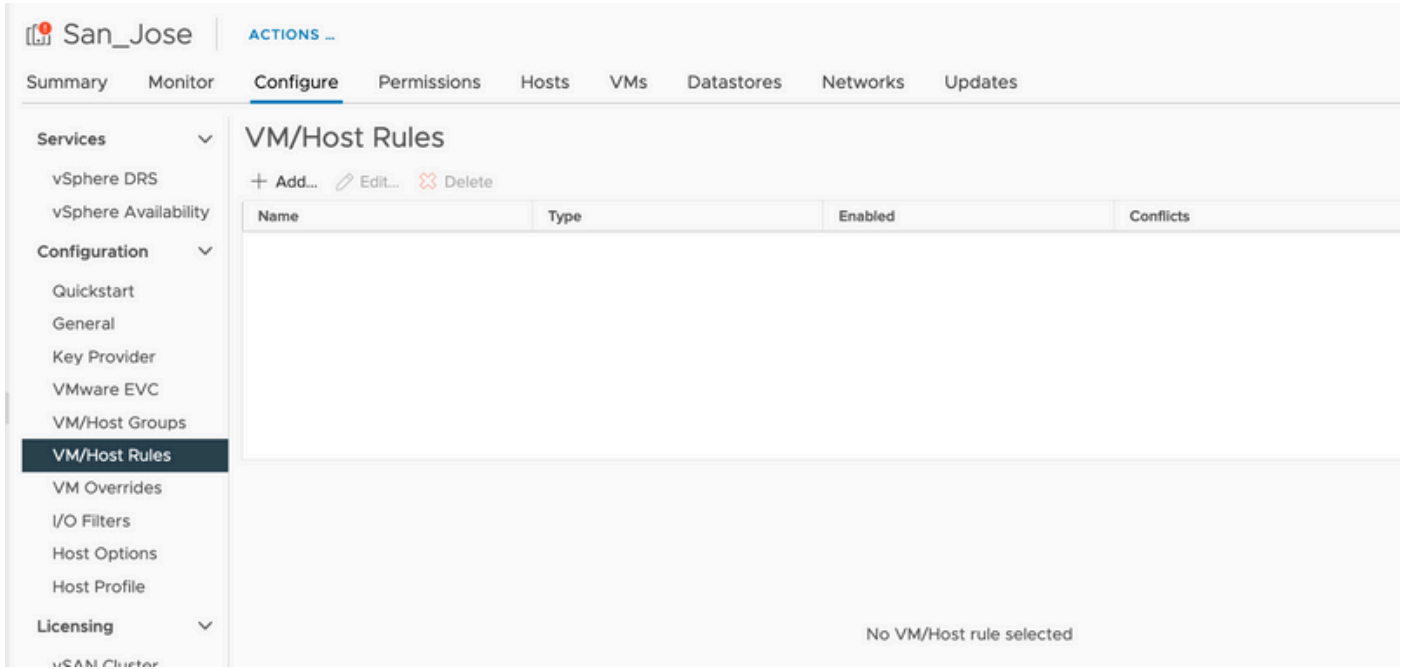 San_Jose ACTIONS ...
Summary Monitor Configure Permissions Hosts VMs Datastores Networks Updates
Services
vSphere DRS
vSphere Availability
Configuration
Quickstart
General
Key Provider
VMware EVC
VM/Host Groups
VM/Host Rules
VM Overrides
I/O Filters
Host Options
Host Profile
Licensing
vSAN Cluster
VM/Host Rules
Add... Edit... Delete
Name Type Enabled Conflicts
No VM/Host rule selected